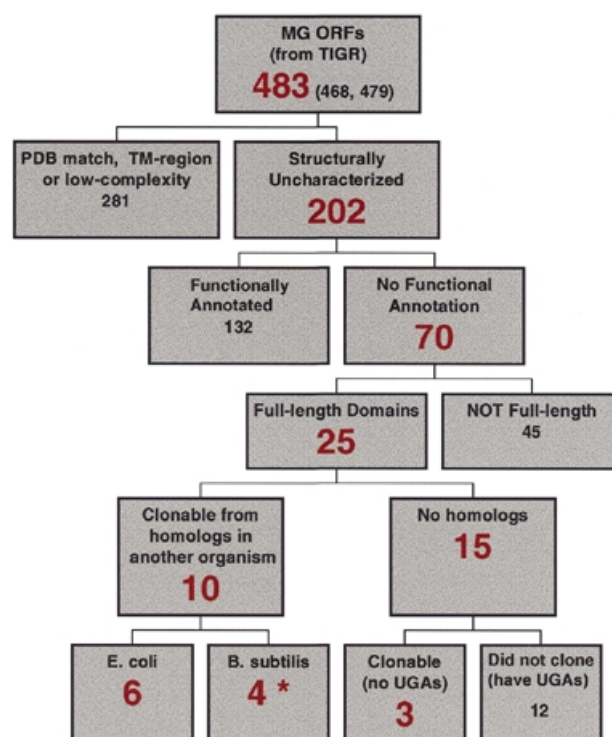 MG ORFs
(from TIGR)
483 (468, 479)
PDB match, TM-region
or low-complexity
281
Structurally
Uncharacterized
202
Functionally
Annotated
132
No Functional
Annotation
70
Full-length Domains
25
NOT Full-length
45
Clonable from
homologs in
another organism
10
No homologs
15
E. coli
6
B. subtilis
4 *
Clonable
(no UGAs)
3
Did not clone
(have UGAs)
12